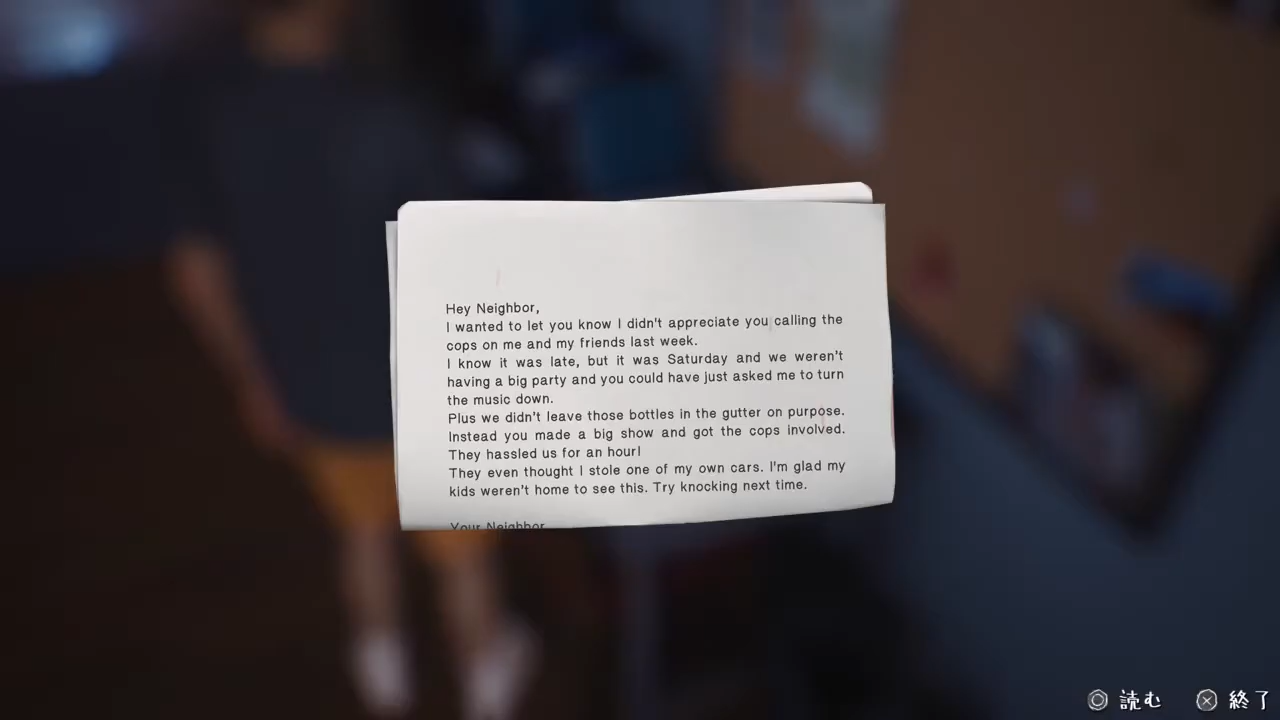 Hey Neighbor,
I wanted to let you know I didn't appreciate you calling the
cops on me and my friends last week.
I know it was late, but it was Saturday and we weren't
having a big party and you could have just asked me to turn
the music down.
Plus we didn't leave those bottles in the gutter on purpose.
Instead you made a big show and got the cops involved.
They hassled us for an hour!
They even thought I stole one of my own cars. I'm glad my
kids weren't home to see this. Try knocking next time.
Your Neighbor
読む 終了